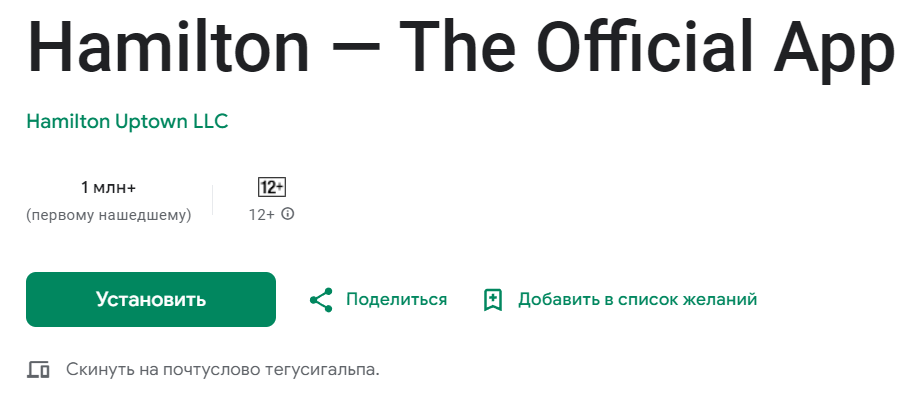 Hamilton — The Official App
Hamilton Uptown LLC
1 млн+
(первому нашедшему)
12+
12+
Установить
Поделиться
Добавить в список желаний
Скинуть на почтуслово тегусигальпа.